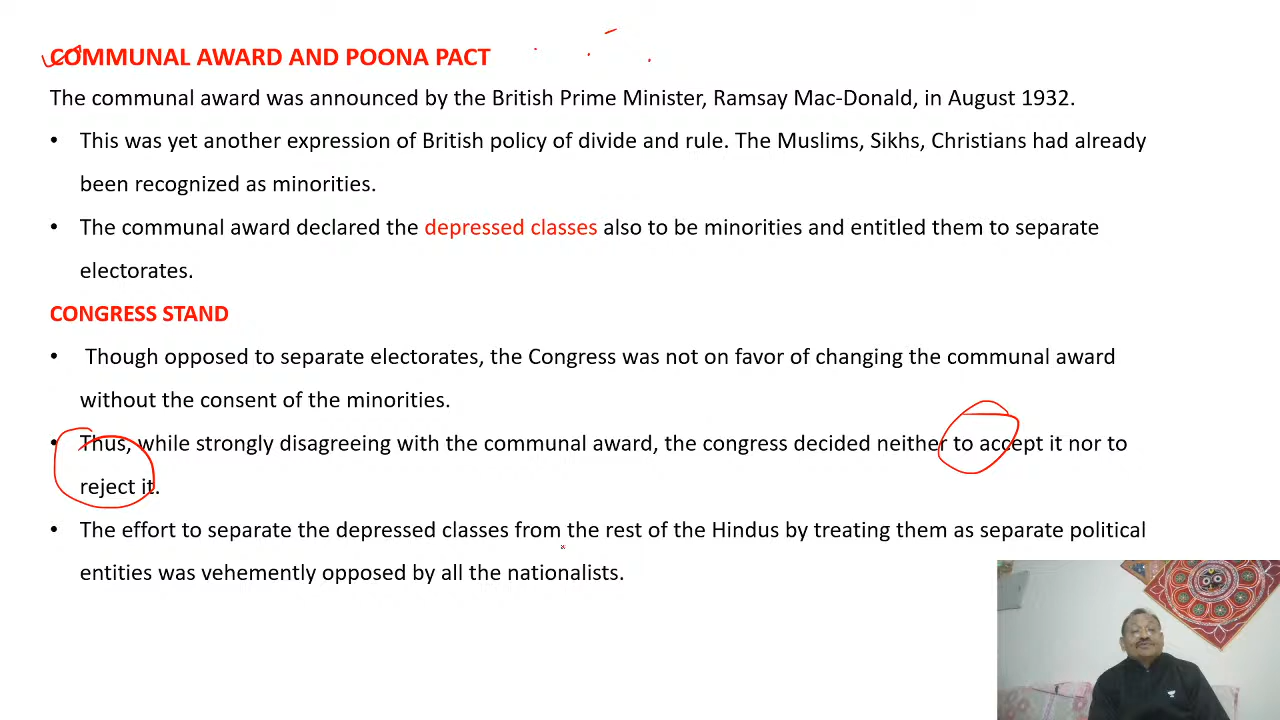 COMMUNAL AWARD AND POONA PACT
The communal award was announced by the British Prime Minister, Ramsay Mac-Donald, in August 1932.
• This was yet another expression of British policy of divide and rule. The Muslims, Sikhs, Christians had already
been recognized as minorities.
• The communal award declared the depressed classes also to be minorities and entitled them to separate
electorates.
CONGRESS STAND
• Though opposed to separate electorates, the Congress was not on favor of changing the communal award
without the consent of the minorities.
• Thus, while strongly disagreeing with the communal award, the congress decided neither to accept it nor to
reject it.
• The effort to separate the depressed classes from the rest of the Hindus by treating them as separate political
entities was vehemently opposed by all the nationalists.